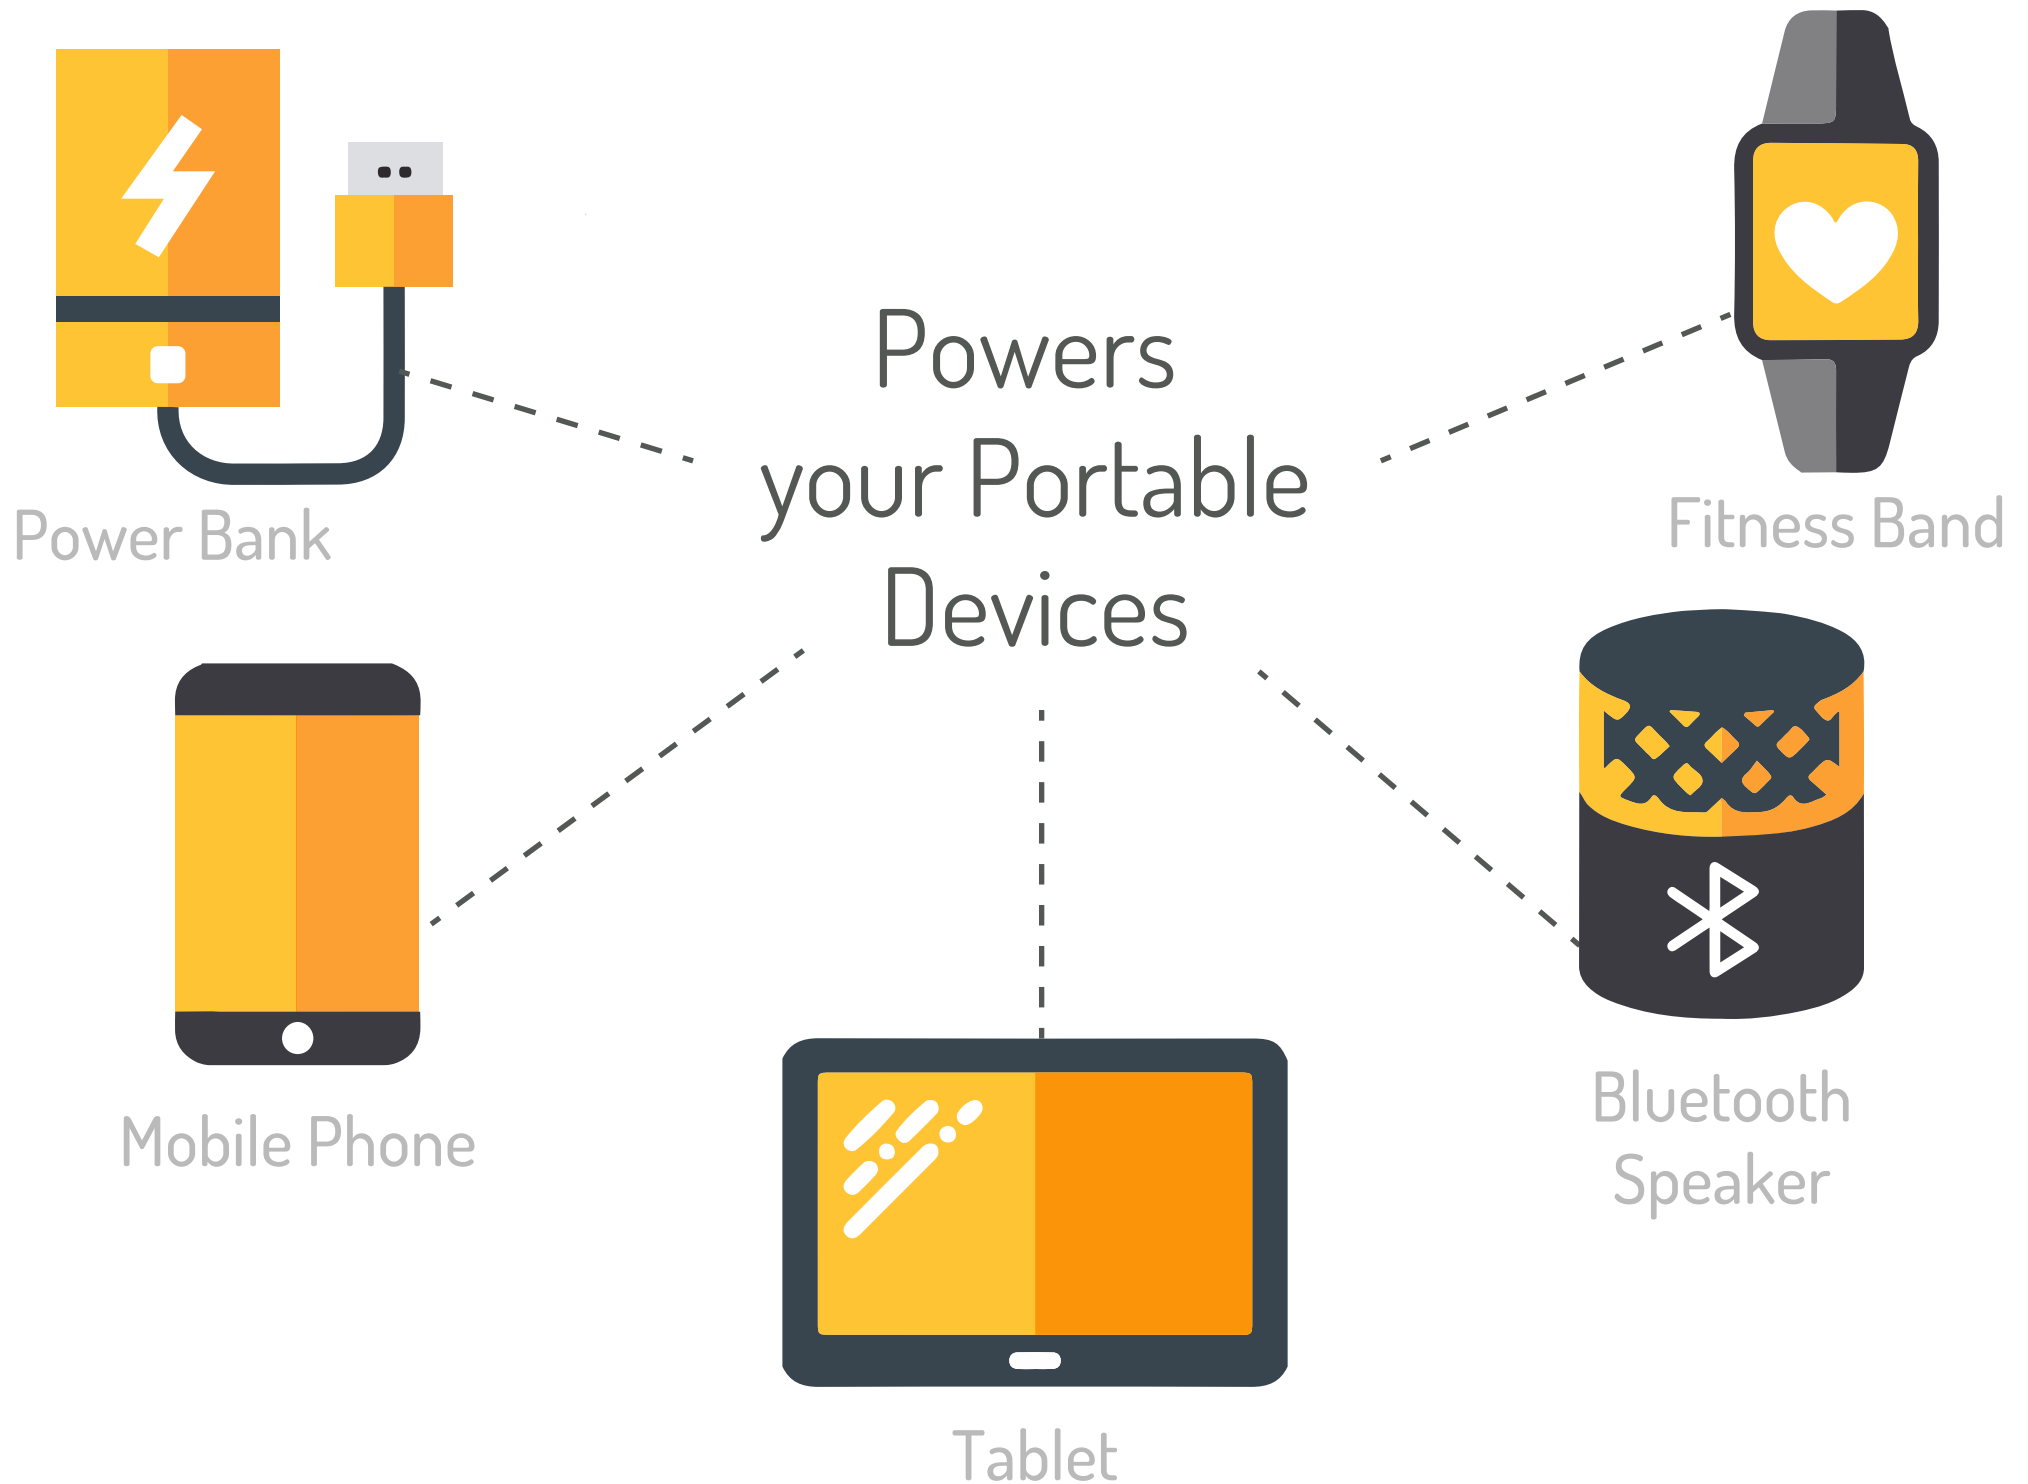 Powers
your Portable
Devices
Power Bank
Fitness Band
Mobile Phone
Bluetooth
Speaker
Tablet